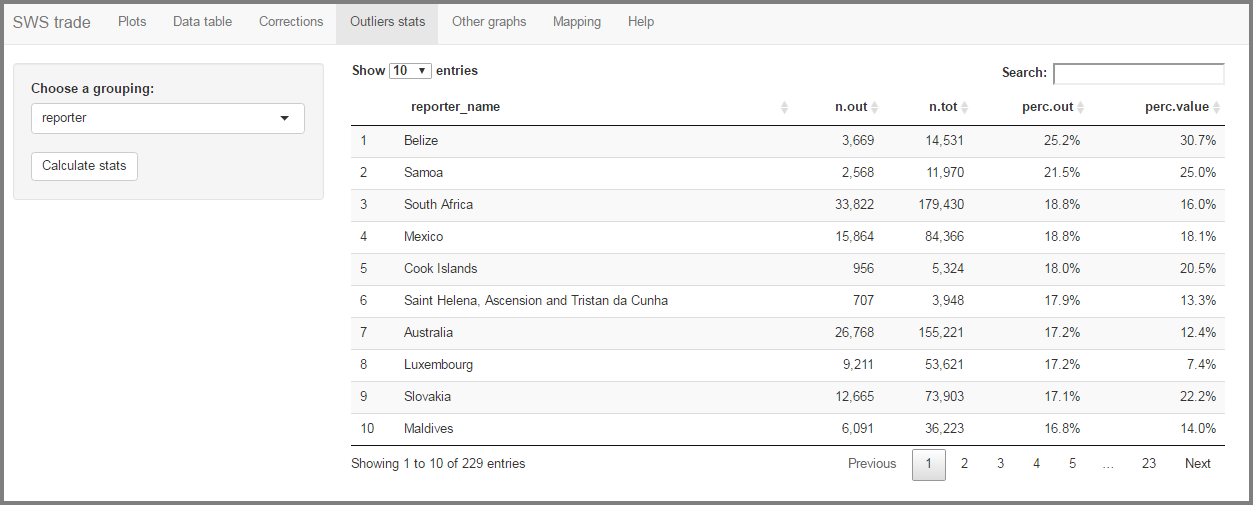 SWS trade Plots Data table Corrections Outliers stats Other graphs Mapping Help
Choose a grouping:
reporter
Calculate stats
Show 10 entries Search:
reporter_name n.out n.tot perc.out perc.value
1 Belize 3,669 14,531 25.2% 30.7%
2 Samoa 2,568 11,970 21.5% 25.0%
3 South Africa 33,822 179,430 18.8% 16.0%
4 Mexico 15,864 84,366 18.8% 18.1%
5 Cook Islands 956 5,324 18.0% 20.5%
6 Saint Helena, Ascension and Tristan da Cunha 707 3,948 17.9% 13.3%
7 Australia 26,768 155,221 17.2% 12.4%
8 Luxembourg 9,211 53,621 17.2% 7.4%
9 Slovakia 12,665 73,903 17.1% 22.2%
10 Maldives 6,091 36,223 16.8% 14.0%
Showing 1 to 10 of 229 entries Previous 1 2 3 4 5 … 23 Next